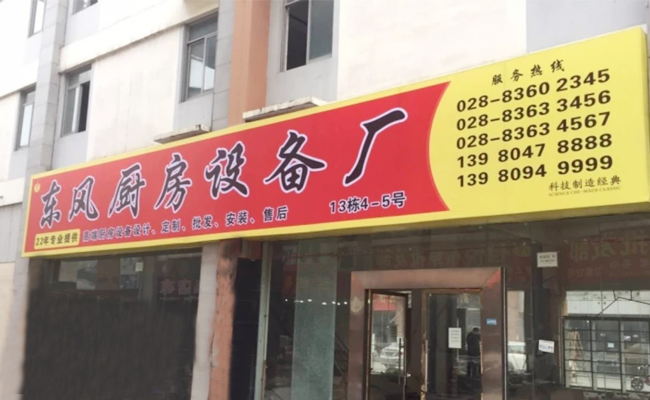 东风厨房设备厂
22年专业提供
高端厨房设备设计、定制、批发、安装、售后
13栋4-5号
服务热线
028-8360 2345
028-8363 3456
028-8363 4567
139 8047 8888
139 8094 9999
科技制造经典